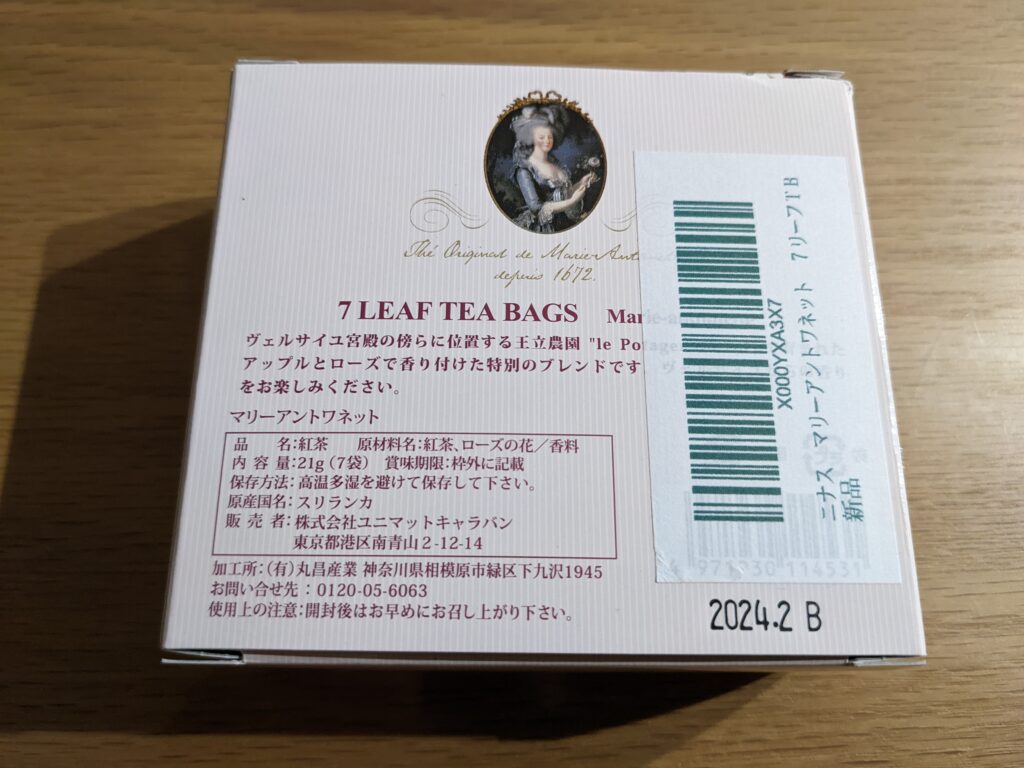 Thé Original de Marie-Ant
depuis 1672.
7 LEAF TEA BAGS Mar
ヴェルサイユ宮殿の傍らに位置する王立農園 "le Po
アップルとローズで香り付けた特別のブレンドです
をお楽しみください。
マリーアントワネット
品 名:紅茶 原材料名:紅茶、ローズの花／香料
内 容 量:21g(7袋) 賞味期限:枠外に記載
保存方法:高温多湿を避けて保存して下さい。
原産国名:スリランカ
販 売 者:株式会社ユニマットキャラバン
東京都港区南青山2-12-14
加工所:(有)丸昌産業 神奈川県相模原市緑区下九沢1945
お問い合せ先:0120-05-6063
使用上の注意:開封後はお早めにお召し上がり下さい。
X000YXA3X7
ニナス マリーアントワネット 7リーフTB
新品
4 971230 114531
2024.2 B